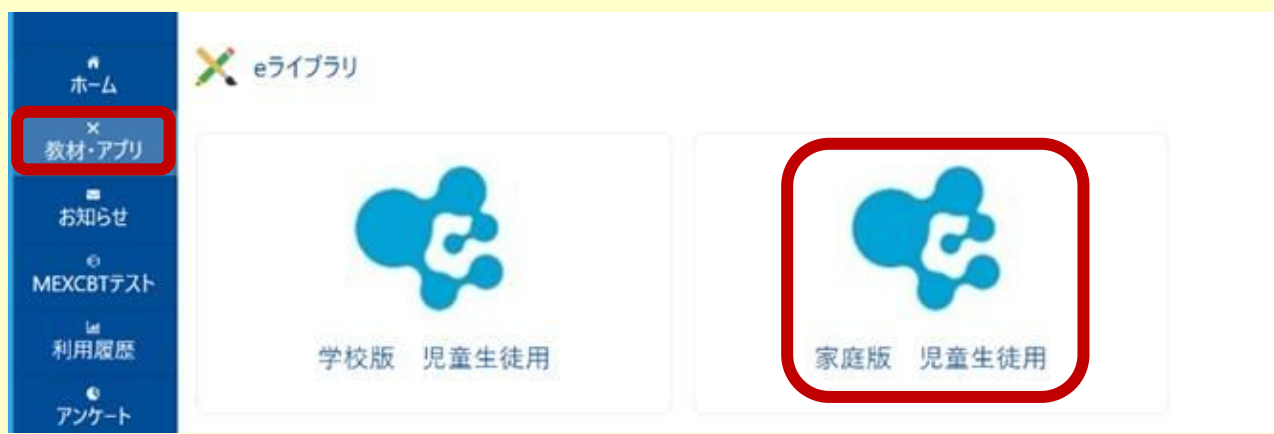 ホーム
教材・アプリ
お知らせ
MEXCBTテスト
利用履歴
アンケート
eライブラリ
学校版　児童生徒用
家庭版　児童生徒用